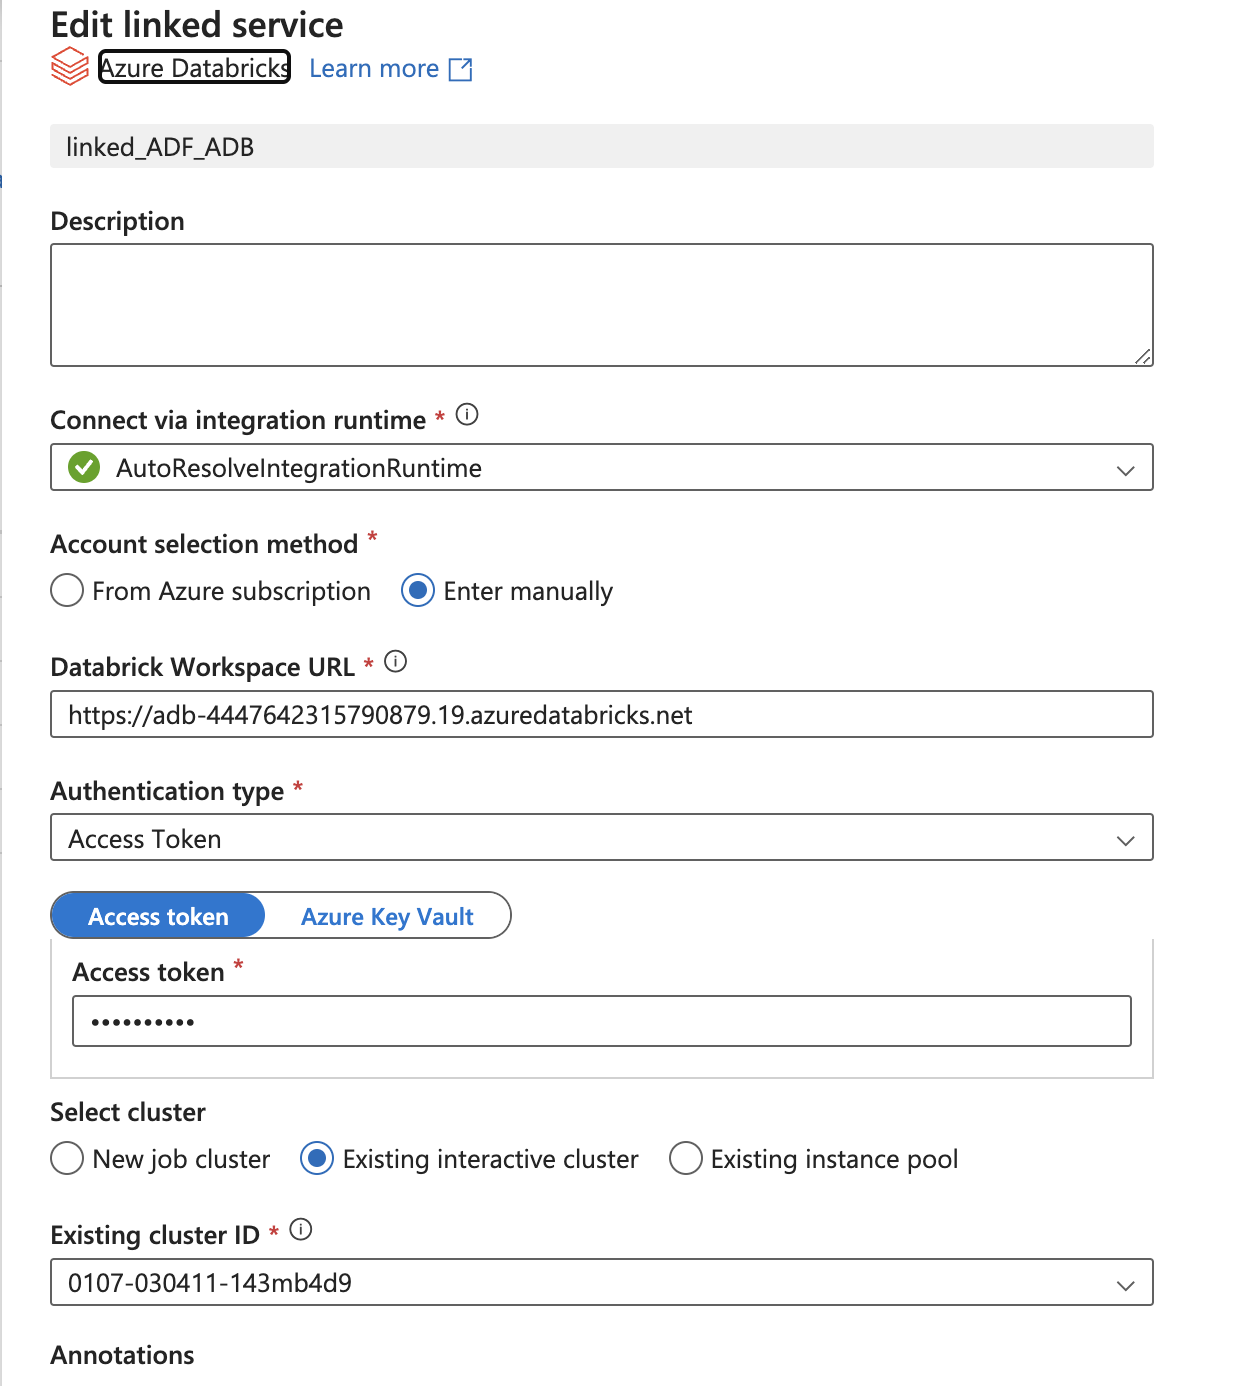 Edit linked service
Azure Databricks Learn more
linked_ADF_ADB
Description
Connect via integration runtime *
AutoResolveIntegrationRuntime
Account selection method *
From Azure subscription Enter manually
Databrick Workspace URL *
https://adb-4447642315790879.19.azuredatabricks.net
Authentication type *
Access Token
Access token Azure Key Vault
Access token *
••••••••••
Select cluster
New job cluster Existing interactive cluster Existing instance pool
Existing cluster ID *
0107-030411-143mb4d9
Annotations